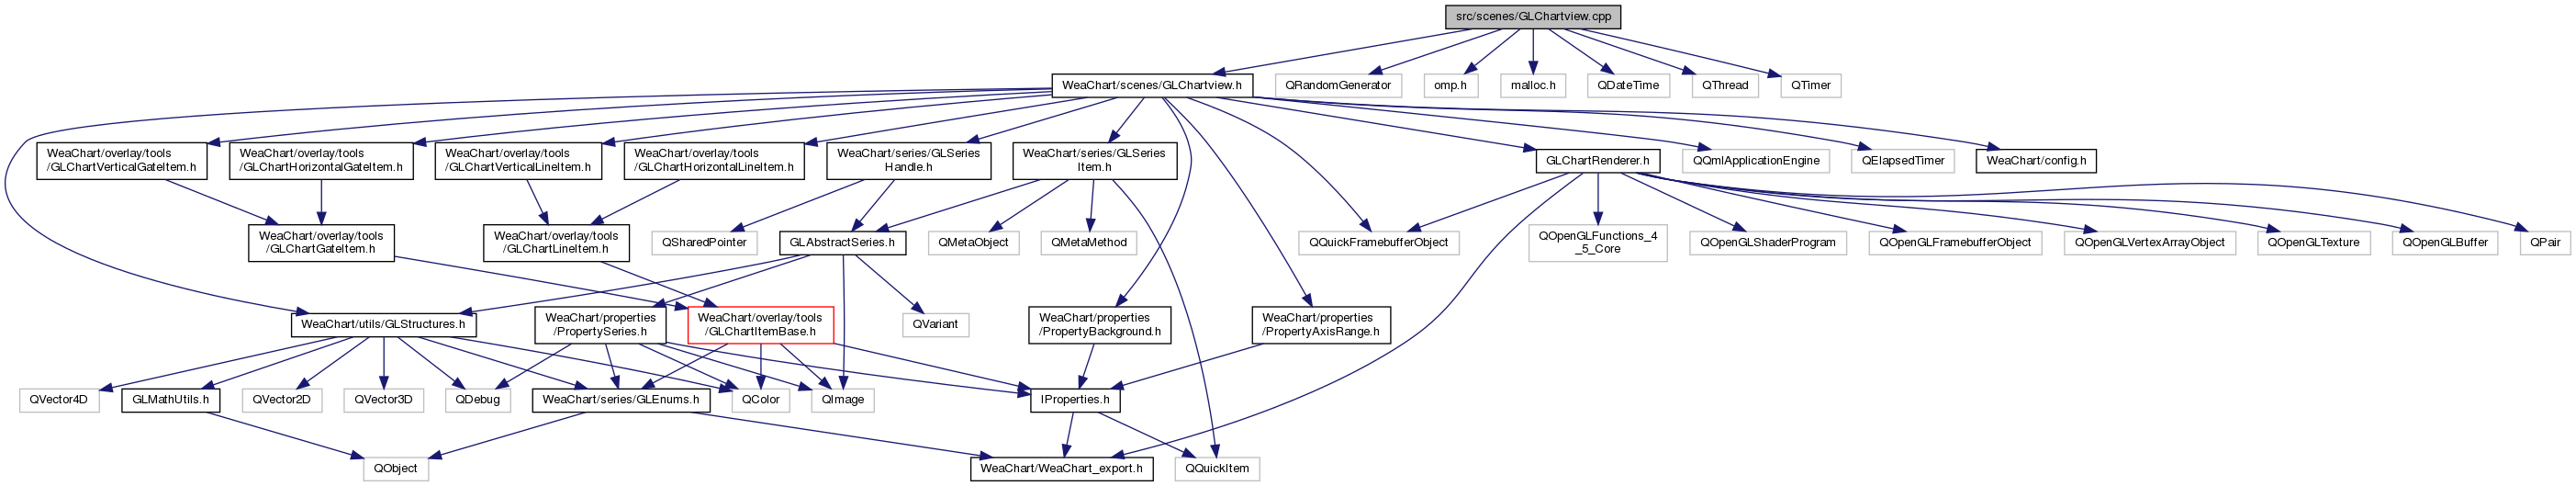 src/scenes/GLChartview.cpp
WeaChart/scenes/GLChartview.h
QRandomGenerator
omp.h
malloc.h
QDateTime
QThread
QTimer
WeaChart/overlay/tools
/GLChartVerticalGateItem.h
WeaChart/overlay/tools
/GLChartHorizontalGateItem.h
WeaChart/overlay/tools
/GLChartVerticalLineItem.h
WeaChart/overlay/tools
/GLChartHorizontalLineItem.h
WeaChart/series/GLSeries
Handle.h
WeaChart/series/GLSeries
Item.h
GLChartRenderer.h
QQmlApplicationEngine
QElapsedTimer
WeaChart/config.h
WeaChart/overlay/tools
/GLChartGateItem.h
WeaChart/overlay/tools
/GLChartLineItem.h
QSharedPointer
GLAbstractSeries.h
QMetaObject
QMetaMethod
QQuickFramebufferObject
QOpenGLFunctions_4
_5_Core
QOpenGLShaderProgram
QOpenGLFramebufferObject
QOpenGLVertexArrayObject
QOpenGLTexture
QOpenGLBuffer
QPair
WeaChart/utils/GLStructures.h
WeaChart/properties
/PropertySeries.h
WeaChart/overlay/tools
/GLChartItemBase.h
QVariant
WeaChart/properties
/PropertyBackground.h
WeaChart/properties
/PropertyAxisRange.h
QVector4D
GLMathUtils.h
QVector2D
QVector3D
QDebug
WeaChart/series/GLEnums.h
QColor
QImage
IProperties.h
QObject
WeaChart/WeaChart_export.h
QQuickItem